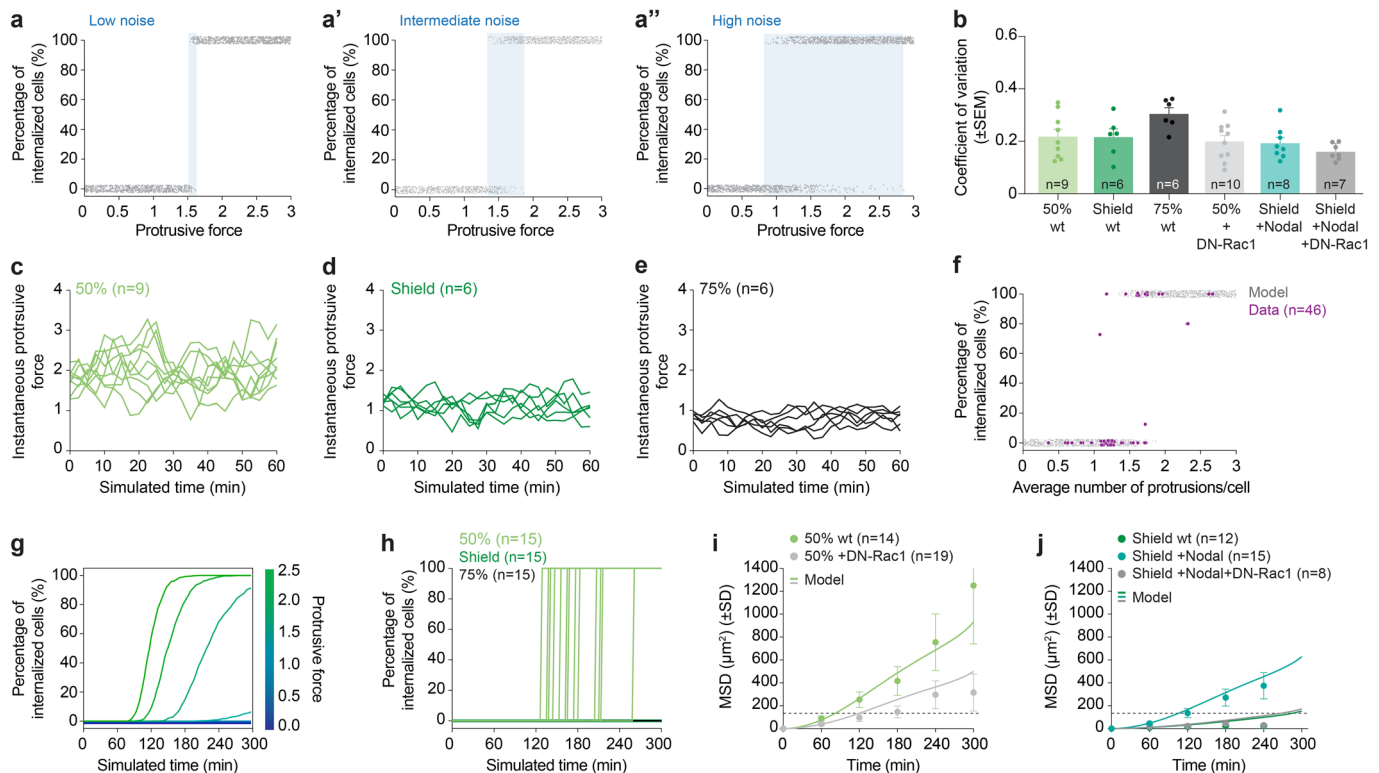 a
Low noise
Percentage of
internalized cells (%)
100
80
60
40
20
0
0
0.5
1
1.5
2
2.5
3
Protrusive force
a'
Intermediate noise
Percentage of
internalized cells (%)
100
80
60
40
20
0
0
0.5
1
1.5
2
2.5
3
Protrusive force
a''
High noise
Percentage of
internalized cells (%)
100
80
60
40
20
0
0
0.5
1
1.5
2
2.5
3
Protrusive force
b
Coefficient of variation
(±SEM)
0.6
0.4
0.2
0
n=9
n=6
n=6
n=10
n=8
n=7
50%
wt
Shield
wt
75%
wt
50%
+
DN-Rac1
Shield
+Nodal
Shield
+Nodal
+DN-Rac1
c
50% (n=9)
Instantaneous protrsuive
force
4
3
2
1
0
0
10
20
30
40
50
60
Simulated time (min)
d
Shield (n=6)
Instantaneous protrusive
force
4
3
2
1
0
0
10
20
30
40
50
60
Simulated time (min)
e
75% (n=6)
Instantaneous protrusive
force
4
3
2
1
0
0
10
20
30
40
50
60
Simulated time (min)
f
Model
Data (n=46)
Percentage of
internalized cells (%)
100
80
60
40
20
0
0
0.5
1
1.5
2
2.5
3
Average number of protrusions/cell
g
Percentage of
internalized cells (%)
100
80
60
40
20
0
0
60
120
180
240
300
Simulated time (min)
2.5
2.0
1.5
1.0
0.5
0.0
Protrusive force
h
50% (n=15)
Shield (n=15)
75% (n=15)
Percentage of
internalized cells (%)
100
80
60
40
20
0
0
60
120
180
240
300
Simulated time (min)
i
50% wt (n=14)
50% +DN-Rac1 (n=19)
Model
MSD (µm²) (±SD)
1400
1200
1000
800
600
400
200
0
0
60
120
180
240
300
Time (min)
j
Shield wt (n=12)
Shield +Nodal (n=15)
Shield +Nodal+DN-Rac1 (n=8)
Model
MSD (µm²) (±SD)
1400
1200
1000
800
600
400
200
0
0
60
120
180
240
300
Time (min)